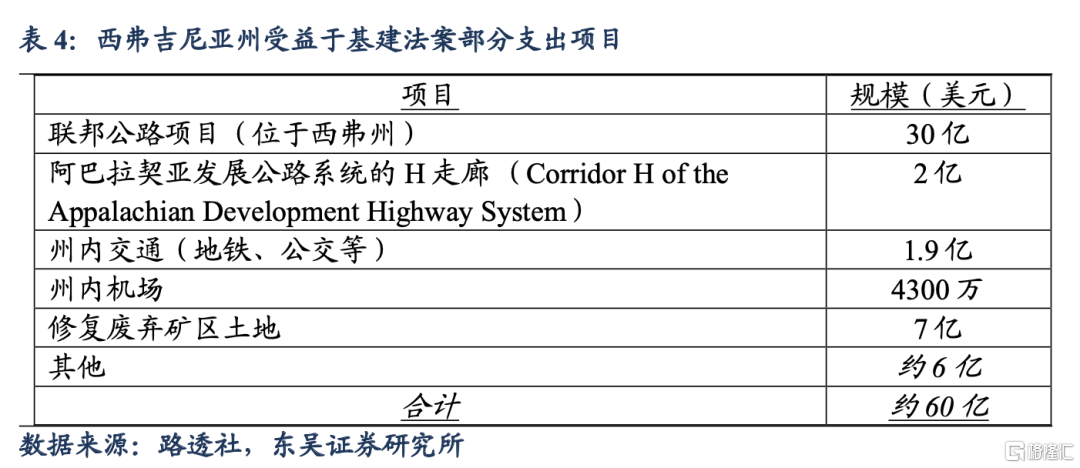 表 4：西弗吉尼亚州受益于基建法案部分支出项目
项目 规模（美元）
联邦公路项目（位于西弗州） 30 亿
阿巴拉契亚发展公路系统的 H 走廊 （Corridor H of the 2 亿
Appalachian Development Highway System）
州内交通（地铁、公交等） 1.9 亿
州内机场 4300 万
修复废弃矿区土地 7 亿
其他 约 6 亿
合计 约 60 亿
数据来源：路透社，东吴证券研究所
格隆汇